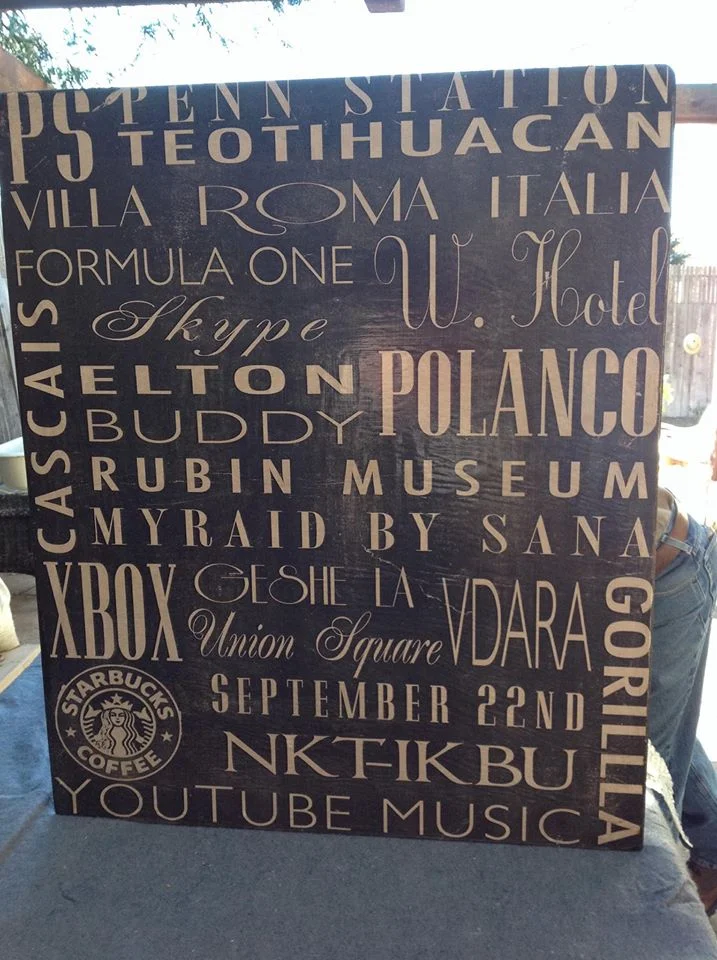 PS
PENN STATION
TEOTIHUACAN
VILLA ROMA ITALIA
FORMULA ONE
W. Hotel
Skype
CASCAIS
ELTON
POLANCO
BUDDY
RUBIN MUSEUM
MYRAID BY SANA
XBOX
GESHE LA
VDARA
GORILLA
Union Square
STARBUCKS
COFFEE
SEPTEMBER 22ND
NKT-IKBU
YOUTUBE MUSIC